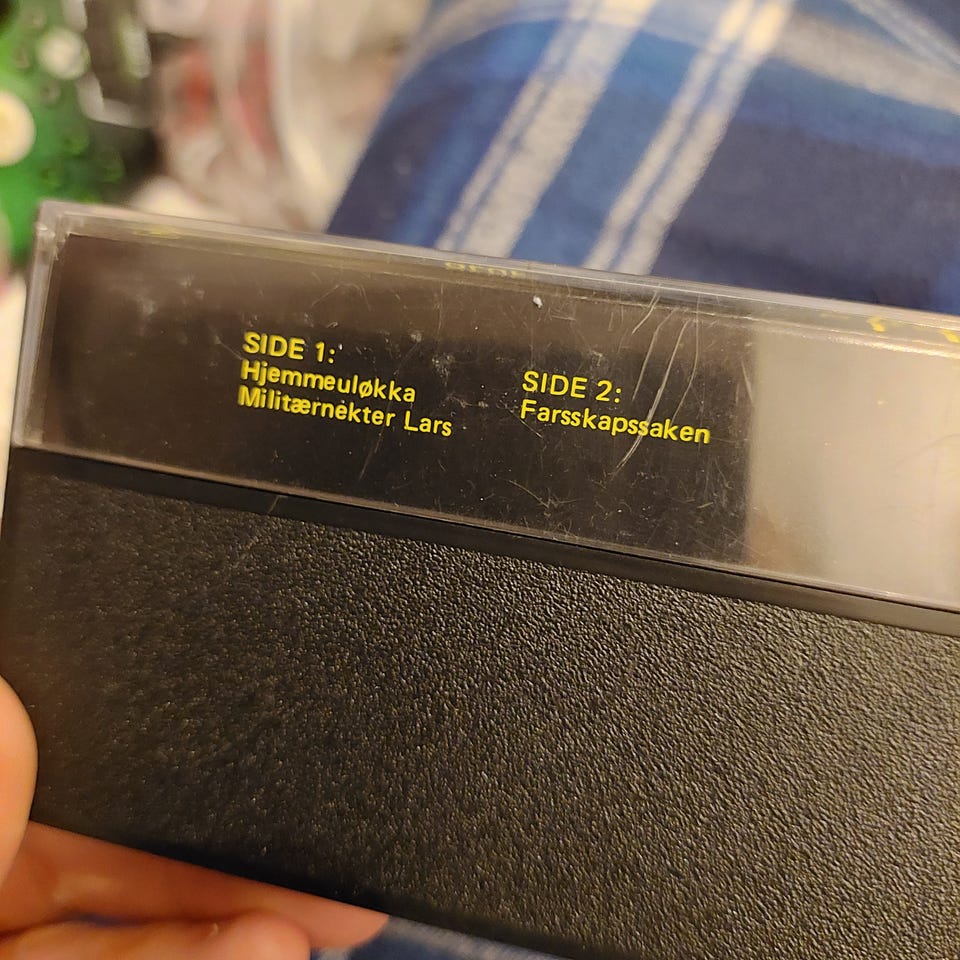 SIDE 1:
Hjemmeuløkka
Militærnekter Lars
SIDE 2:
Farsskapssaken